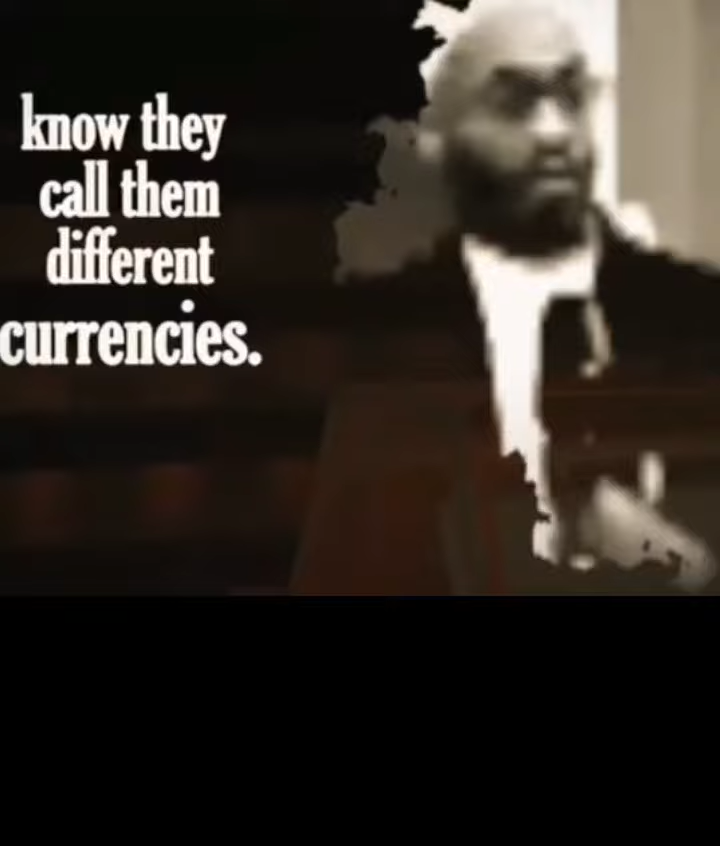 know they
call them
different
currencies.